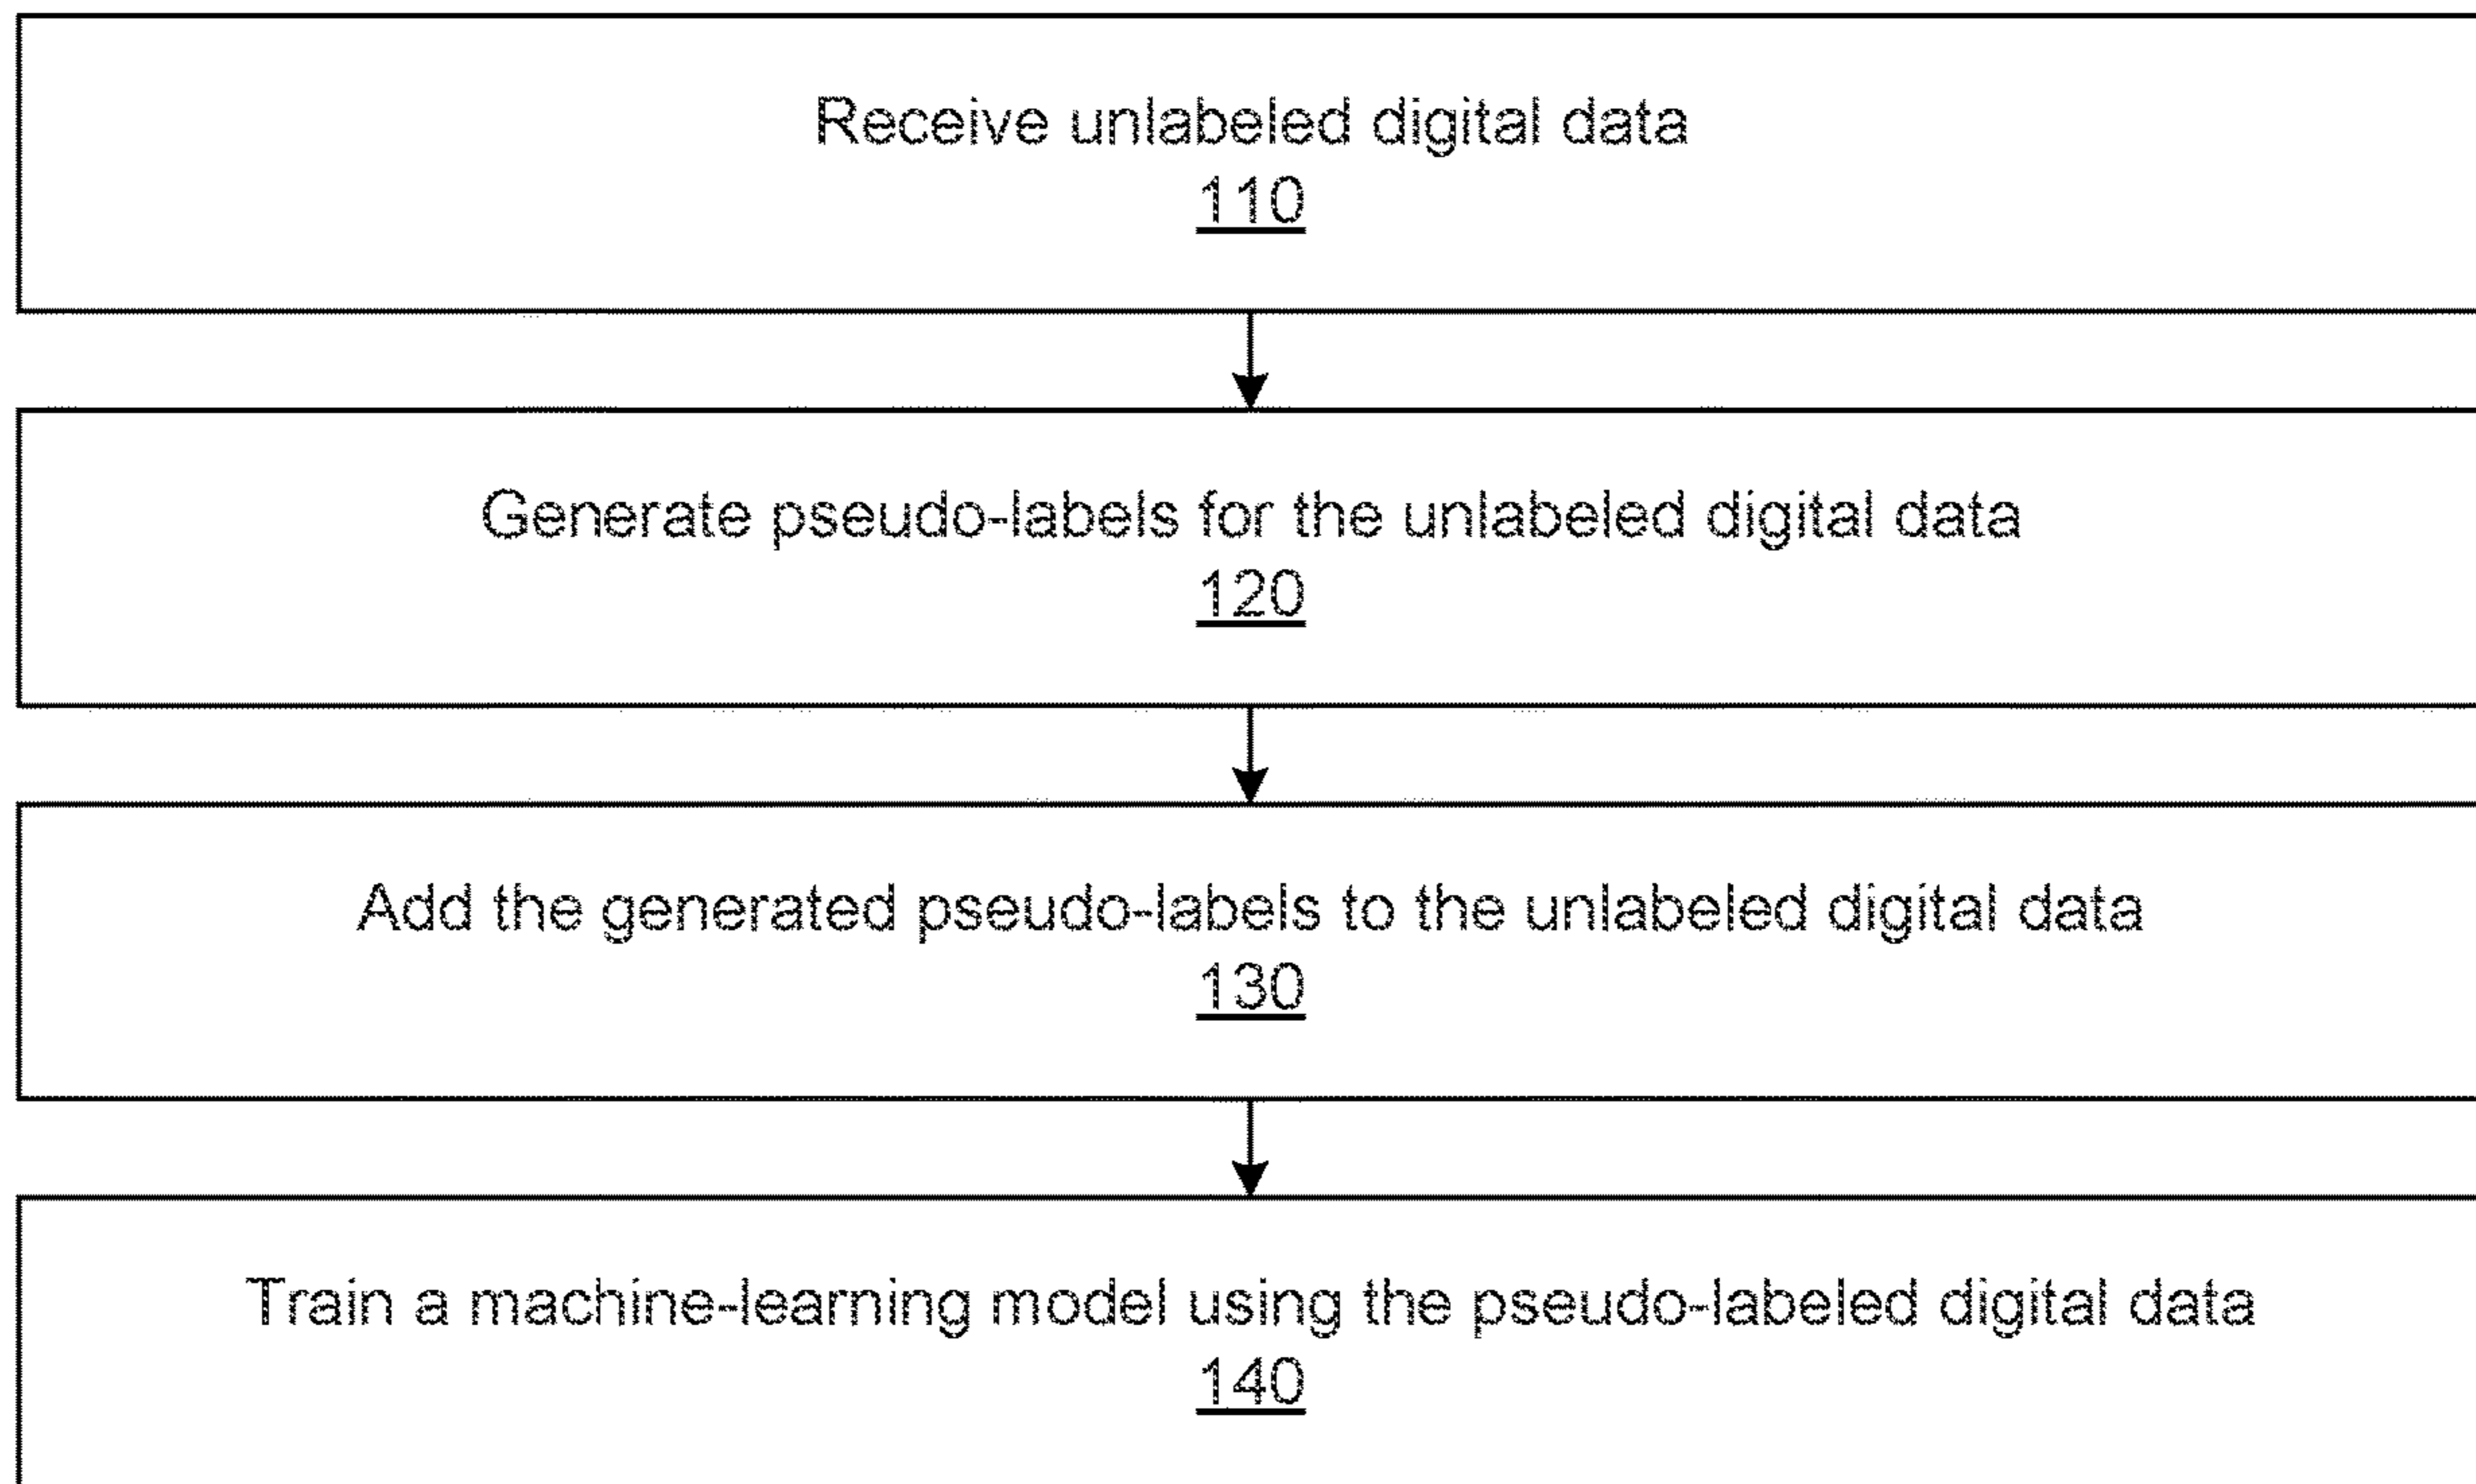 Receive unlabeled digital data
110
Generate pseudo-labels for the unlabeled digital data
120
Add the generated pseudo-labels to the unlabeled digital data
130
Train a machine-learning model using the pseudo-labeled digital data
140